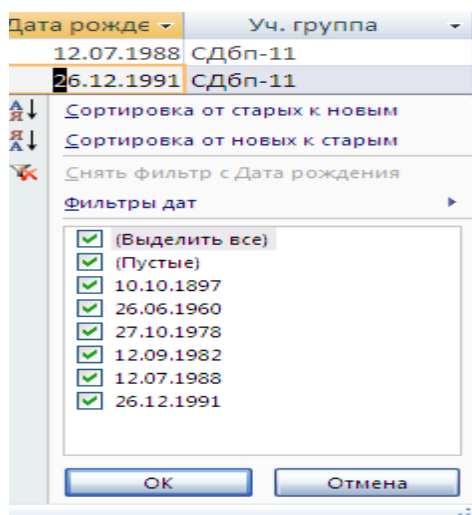 Дата рожде Уч. группа
12.07.1988 СДбп-11
26.12.1991 СДбп-11
Сортировка от старых к новым
Сортировка от новых к старым
Снять фильтр с Дата рождения
Фильтры дат
(Выделить все)
(Пустые)
10.10.1897
26.06.1960
27.10.1978
12.09.1982
12.07.1988
26.12.1991
ОК Отмена